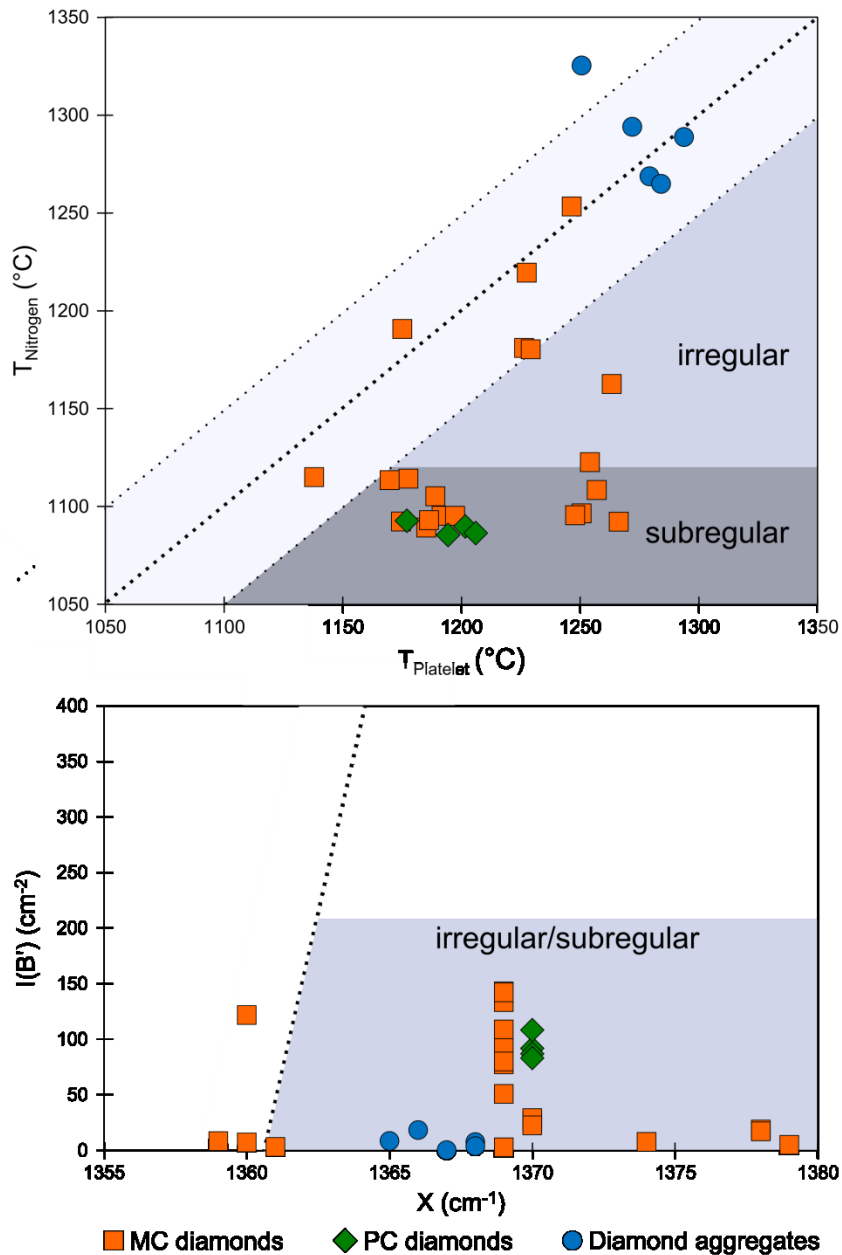 1350
1300
1250
1200
1150
1100
1050
T_Nitrogen (°C)
irregular
subregular
1050 1100 1150 1200 1250 1300 1350
T_Platelet (°C)
400
350
300
250
200
150
100
50
0
I(B') (cm⁻²)
irregular/subregular
1355 1360 1365 1370 1375 1380
X (cm⁻¹)
MC diamonds PC diamonds Diamond aggregates